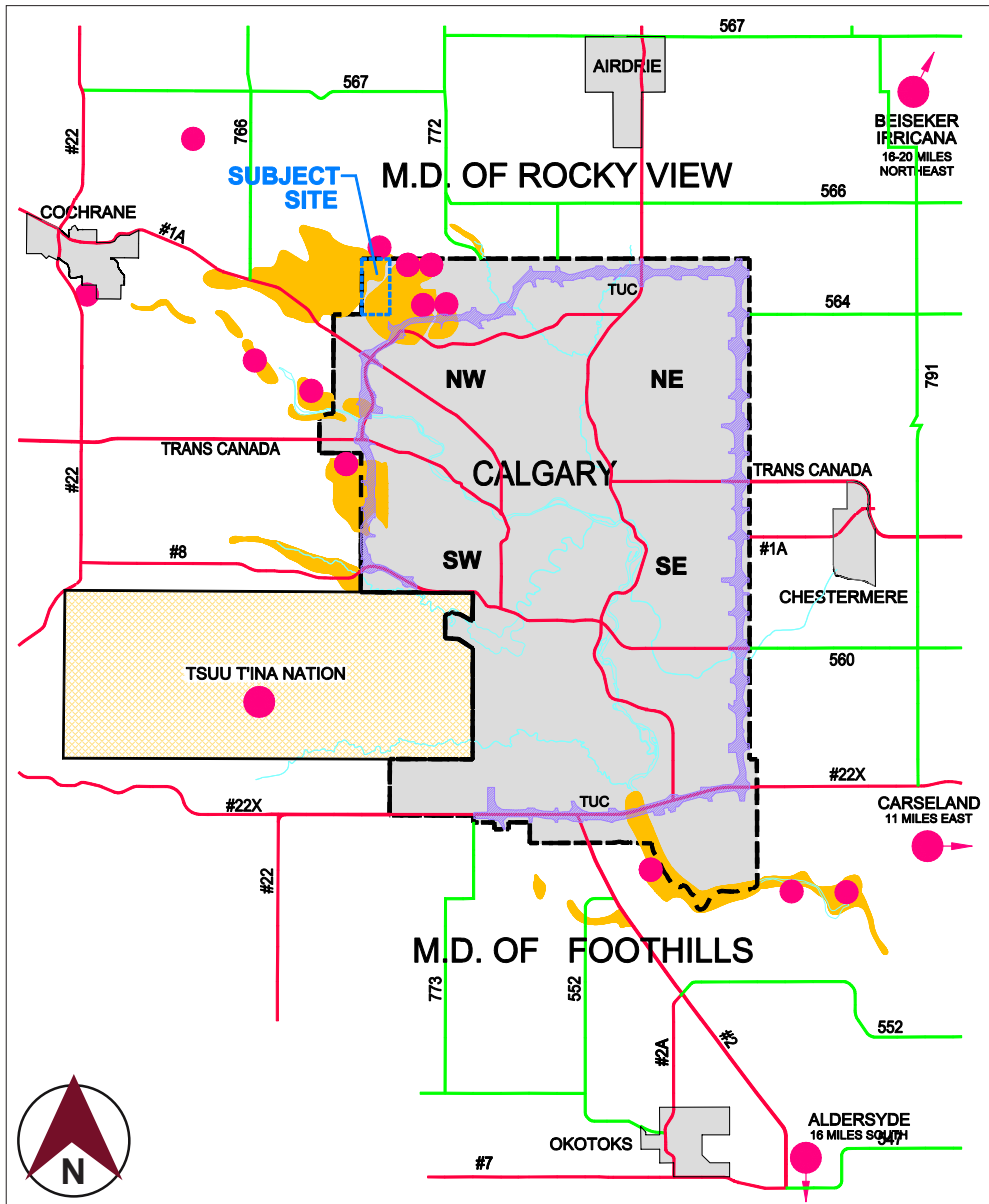 567
567
AIRDRIE
BEISEKER
IRRICANA
16-20 MILES
NORTHEAST
#22
766
772
SUBJECT
SITE
M.D. OF ROCKY VIEW
566
COCHRANE
#1A
TUC
564
791
NW
NE
TRANS CANADA
CALGARY
TRANS CANADA
#22
#8
SW
SE
#1A
CHESTERMERE
560
TSUU T'INA NATION
#22X
TUC
#22X
CARSELAND
11 MILES EAST
#22
M.D. OF FOOTHILLS
773
552
552
#2A
#2
N
OKOTOKS
ALDERSYDE
16 MILES SOUTH
547
#7